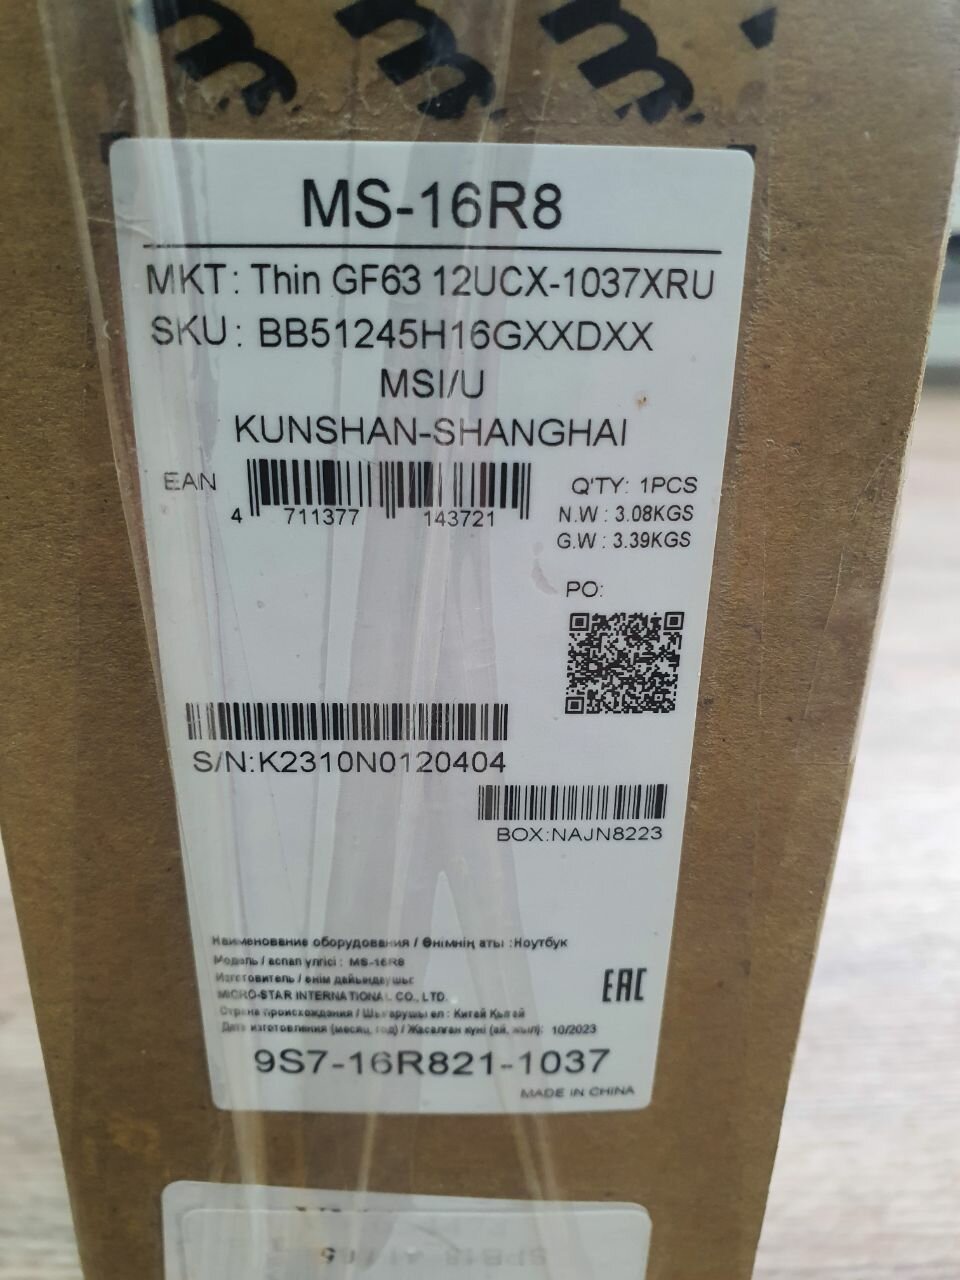 MS-16R8
MKT: Thin GF63 12UCX-1037XRU
SKU: BB51245H16GXXDXX
MSI/U
KUNSHAN-SHANGHAI
EAN
4 711377 143721
Q'TY: 1PCS
N.W : 3.08KGS
G.W : 3.39KGS
PO:
S/N:K2310N0120404
BOX:NAJN8223
Наименование оборудования / Өнімнің аты :Ноутбук
Модель / аспап үлгісі : MS-16R8
Изготовитель / өнім дайындаушы:
MICRO-STAR INTERNATIONAL CO., LTD.
EAC
Страна происхождения / Шығарушы ел : Китай Қытай
Дата изготовления (месяц, год) / Жасалған күні (ай, жыл): 10/2023
9S7-16R821-1037
MADE IN CHINA